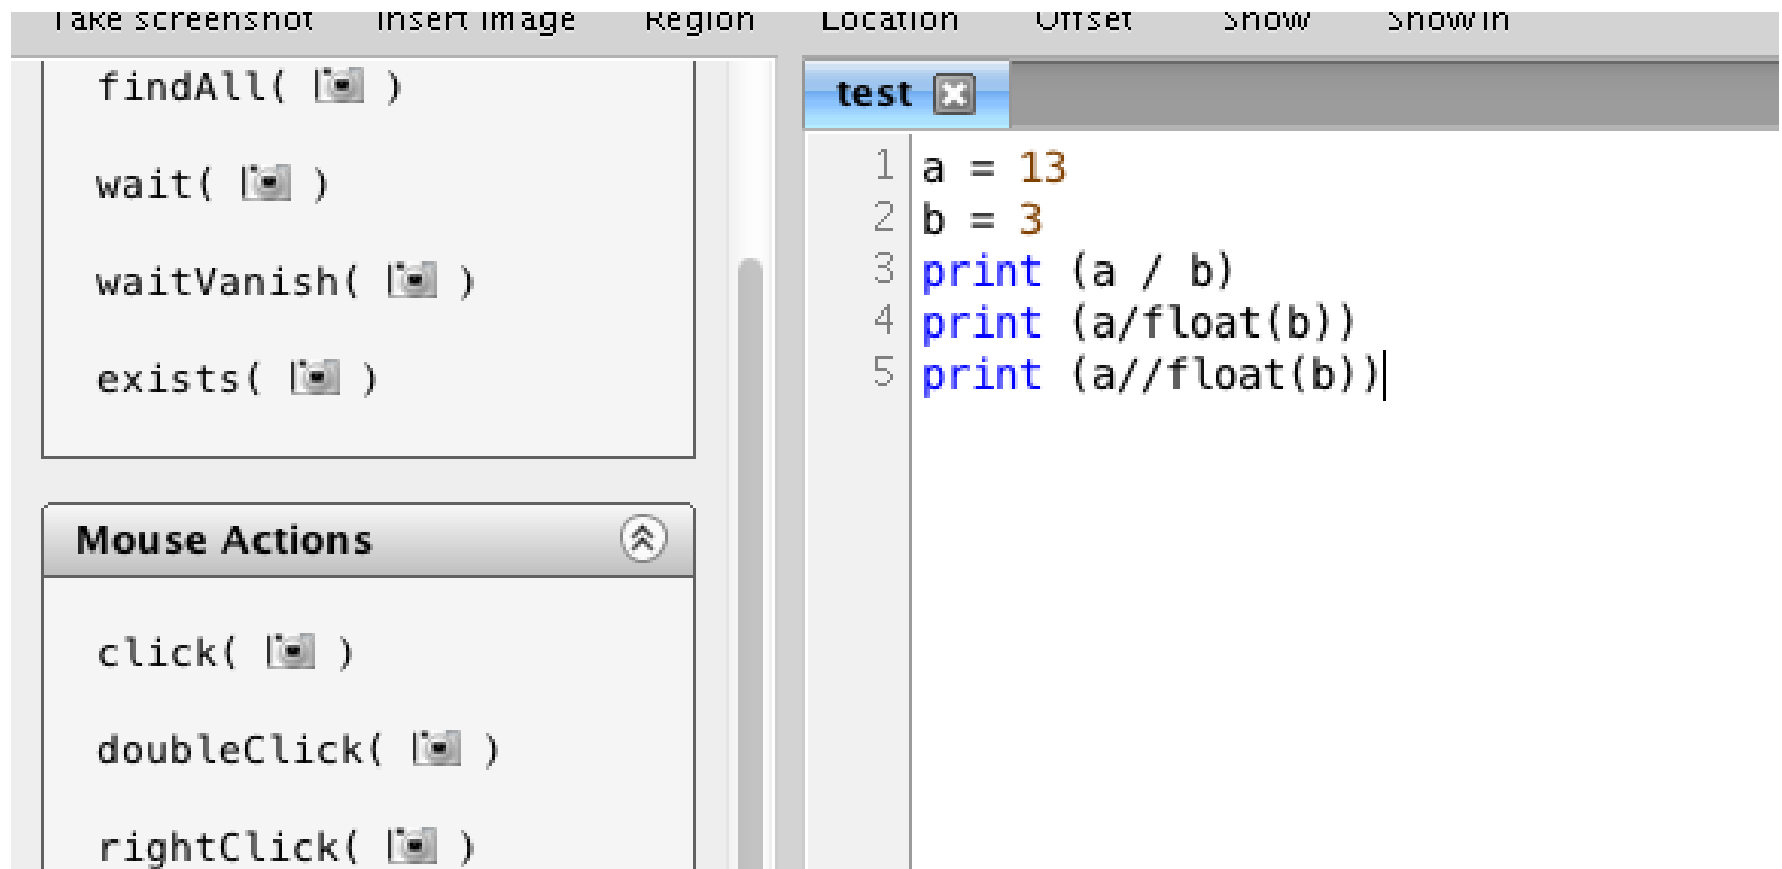 Take screenshot Insert image Region Location Offset Show Show in
findAll( )
wait( )
waitVanish( )
exists( )
Mouse Actions
click( )
doubleClick( )
rightClick( )
test
1 a = 13
2 b = 3
3 print (a / b)
4 print (a/float(b))
5 print (a//float(b))